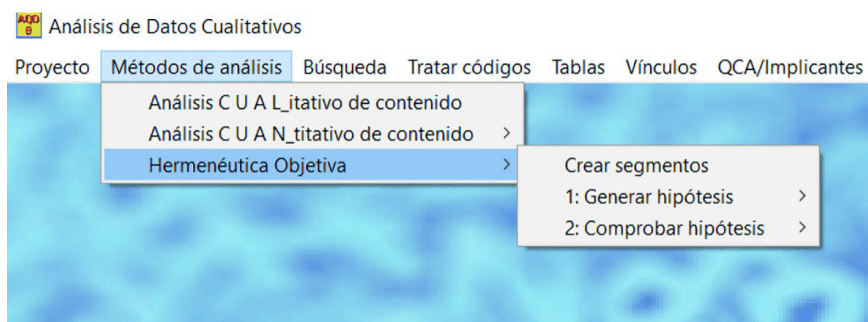 AQD
Análisis de Datos Cualitativos
Proyecto Métodos de análisis Búsqueda Tratar códigos Tablas Vínculos QCA/Implicantes
Análisis C U A L_itativo de contenido
Análisis C U A N_titativo de contenido >
Hermenéutica Objetiva >
Crear segmentos
1: Generar hipótesis >
2: Comprobar hipótesis >